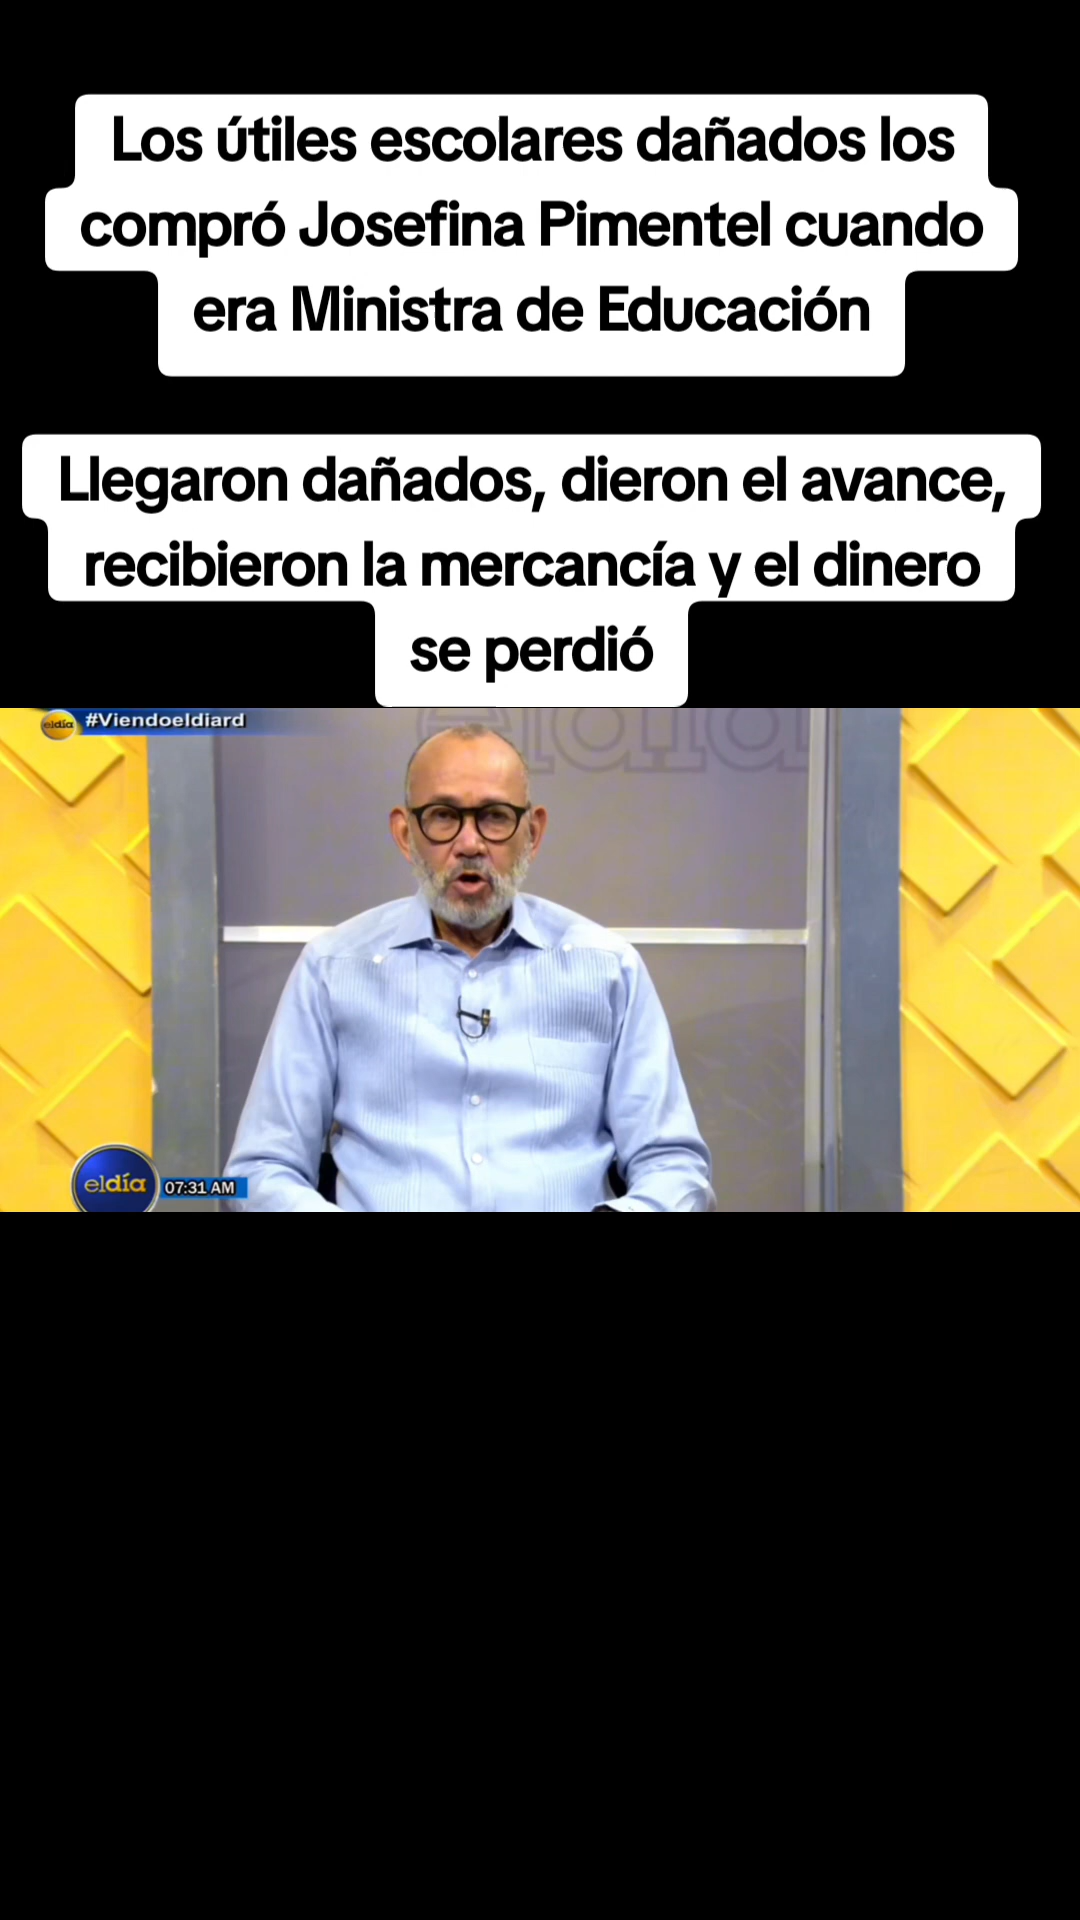 Los útiles escolares dañados los
compró Josefina Pimentel cuando
era Ministra de Educación
Llegaron dañados, dieron el avance,
recibieron la mercancía y el dinero
se perdió
eldía #Viendoeldiard
eldía
eldía 07:31 AM